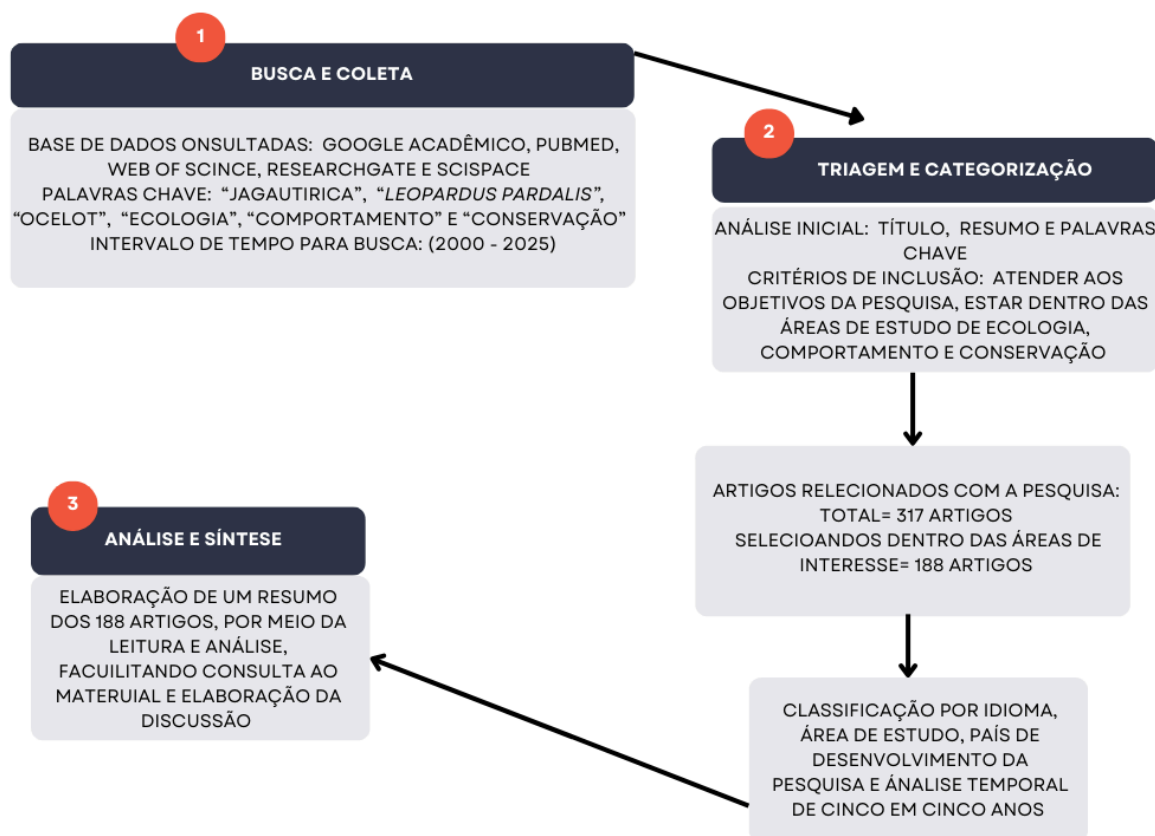 1
BUSCA E COLETA
BASE DE DADOS ONSULTADAS: GOOGLE ACADÊMICO, PUBMED,
WEB OF SCINCE, RESEARCHGATE E SCISPACE
PALAVRAS CHAVE: “JAGAUTIRICA”, “LEOPARDUS PARDALIS”,
“OCELOT”, “ECOLOGIA”, “COMPORTAMENTO” E “CONSERVAÇÃO”
INTERVALO DE TEMPO PARA BUSCA: (2000 - 2025)
2
TRIAGEM E CATEGORIZAÇÃO
ANÁLISE INICIAL: TÍTULO, RESUMO E PALAVRAS
CHAVE
CRITÉRIOS DE INCLUSÃO: ATENDER AOS
OBJETIVOS DA PESQUISA, ESTAR DENTRO DAS
ÁREAS DE ESTUDO DE ECOLOGIA,
COMPORTAMENTO E CONSERVAÇÃO
ARTIGOS RELECIONADOS COM A PESQUISA:
TOTAL= 317 ARTIGOS
SELECIOANDOS DENTRO DAS ÁREAS DE
INTERESSE= 188 ARTIGOS
CLASSIFICAÇÃO POR IDIOMA,
ÁREA DE ESTUDO, PAÍS DE
DESENVOLVIMENTO DA
PESQUISA E ÁNALISE TEMPORAL
DE CINCO EM CINCO ANOS
3
ANÁLISE E SÍNTESE
ELABORAÇÃO DE UM RESUMO
DOS 188 ARTIGOS, POR MEIO DA
LEITURA E ANÁLISE,
FACUILITANDO CONSULTA AO
MATERUIAL E ELABORAÇÃO DA
DISCUSSÃO